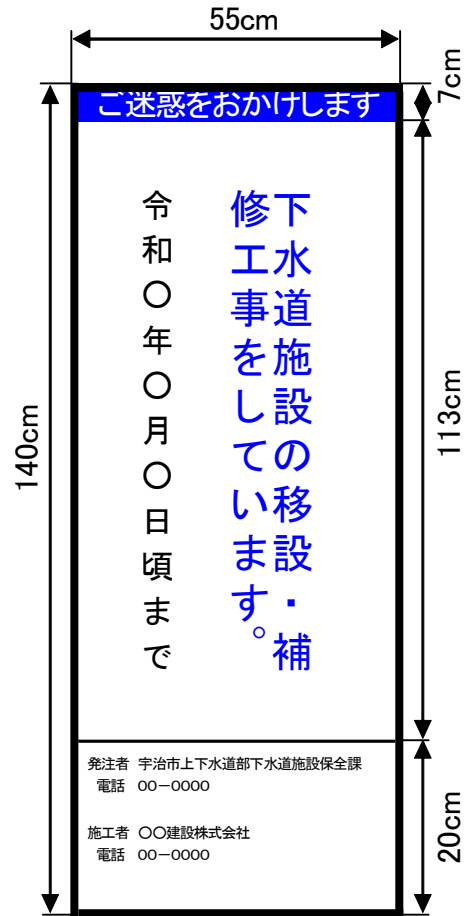 55cm
7cm
ご迷惑をおかけします
下水道施設の移設・補
修工事をしています。
令和〇年〇月〇日頃まで
140cm
113cm
発注者 宇治市上下水道部下水道施設保全課
電話 00－0000
施工者 〇〇建設株式会社
電話 00－0000
20cm